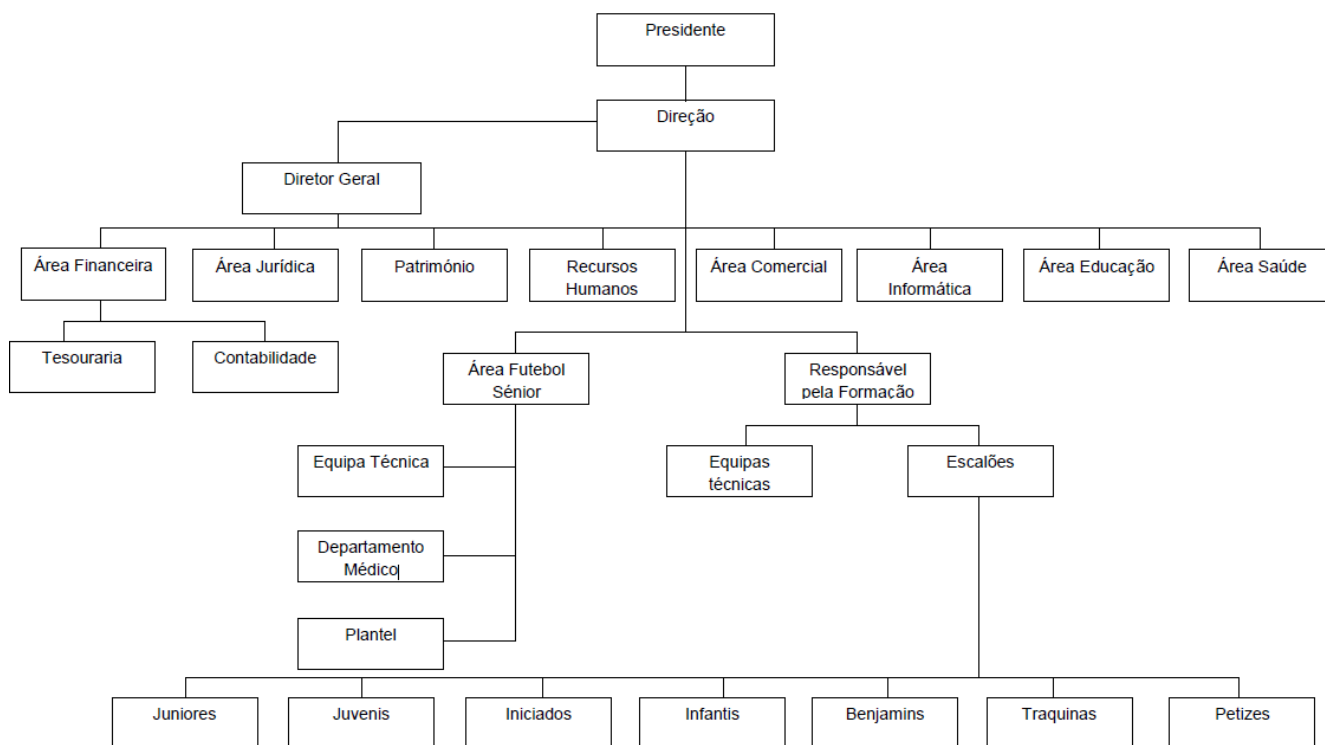 Presidente
Direção
Diretor Geral
Área Financeira
Área Jurídica
Património
Recursos
Humanos
Área Comercial
Área
Informática
Área Educação
Área Saúde
Tesouraria
Contabilidade
Área Futebol
Sénior
Responsável
pela Formação
Equipa Técnica
Equipas
técnicas
Escalões
Departamento
Médico
Plantel
Juniores
Juvenis
Iniciados
Infantis
Benjamins
Traquinas
Petizes